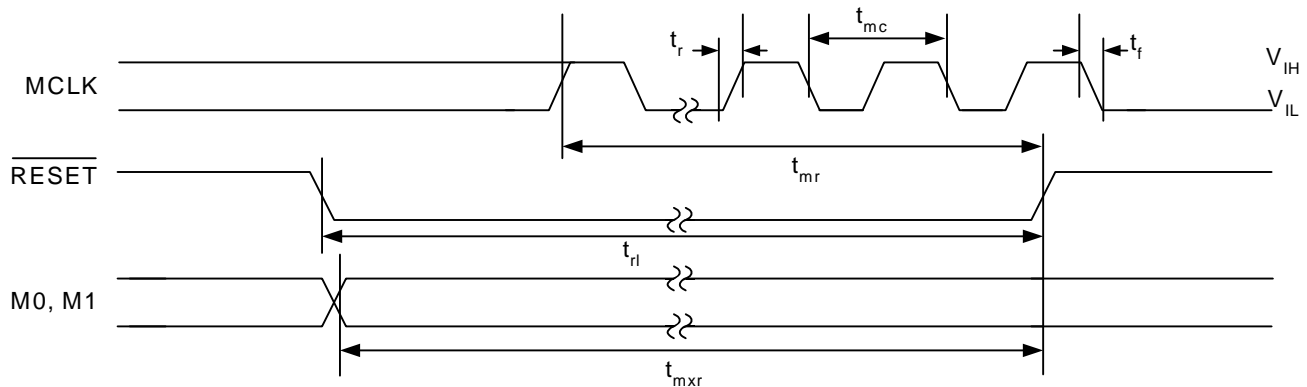 t_mc
t_r
t_f
MCLK
V_IH
V_IL
t_mr
RESET
t_rl
M0, M1
t_mxr